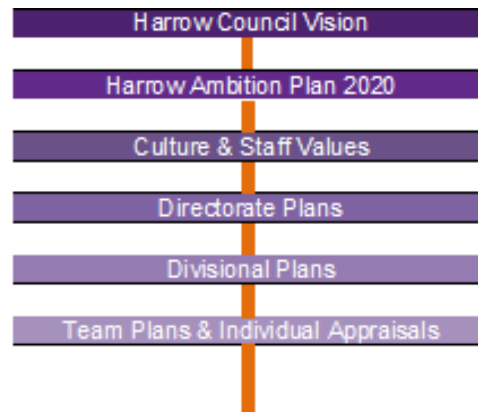 Harrow Council Vision
Harrow Ambition Plan 2020
Culture & Staff Values
Directorate Plans
Divisional Plans
Team Plans & Individual Appraisals